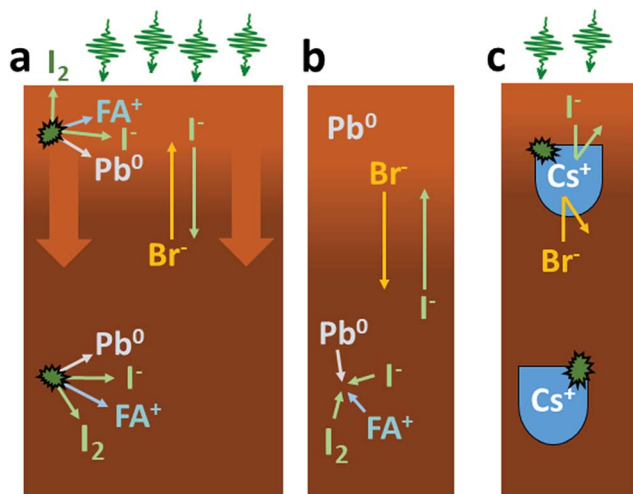 a
I₂
FA⁺
I⁻
Pb⁰
I⁻
Br⁻
Pb⁰
I⁻
FA⁺
I₂
b
Pb⁰
Br⁻
I⁻
Pb⁰
I⁻
FA⁺
I₂
c
I⁻
Cs⁺
Br⁻
Cs⁺